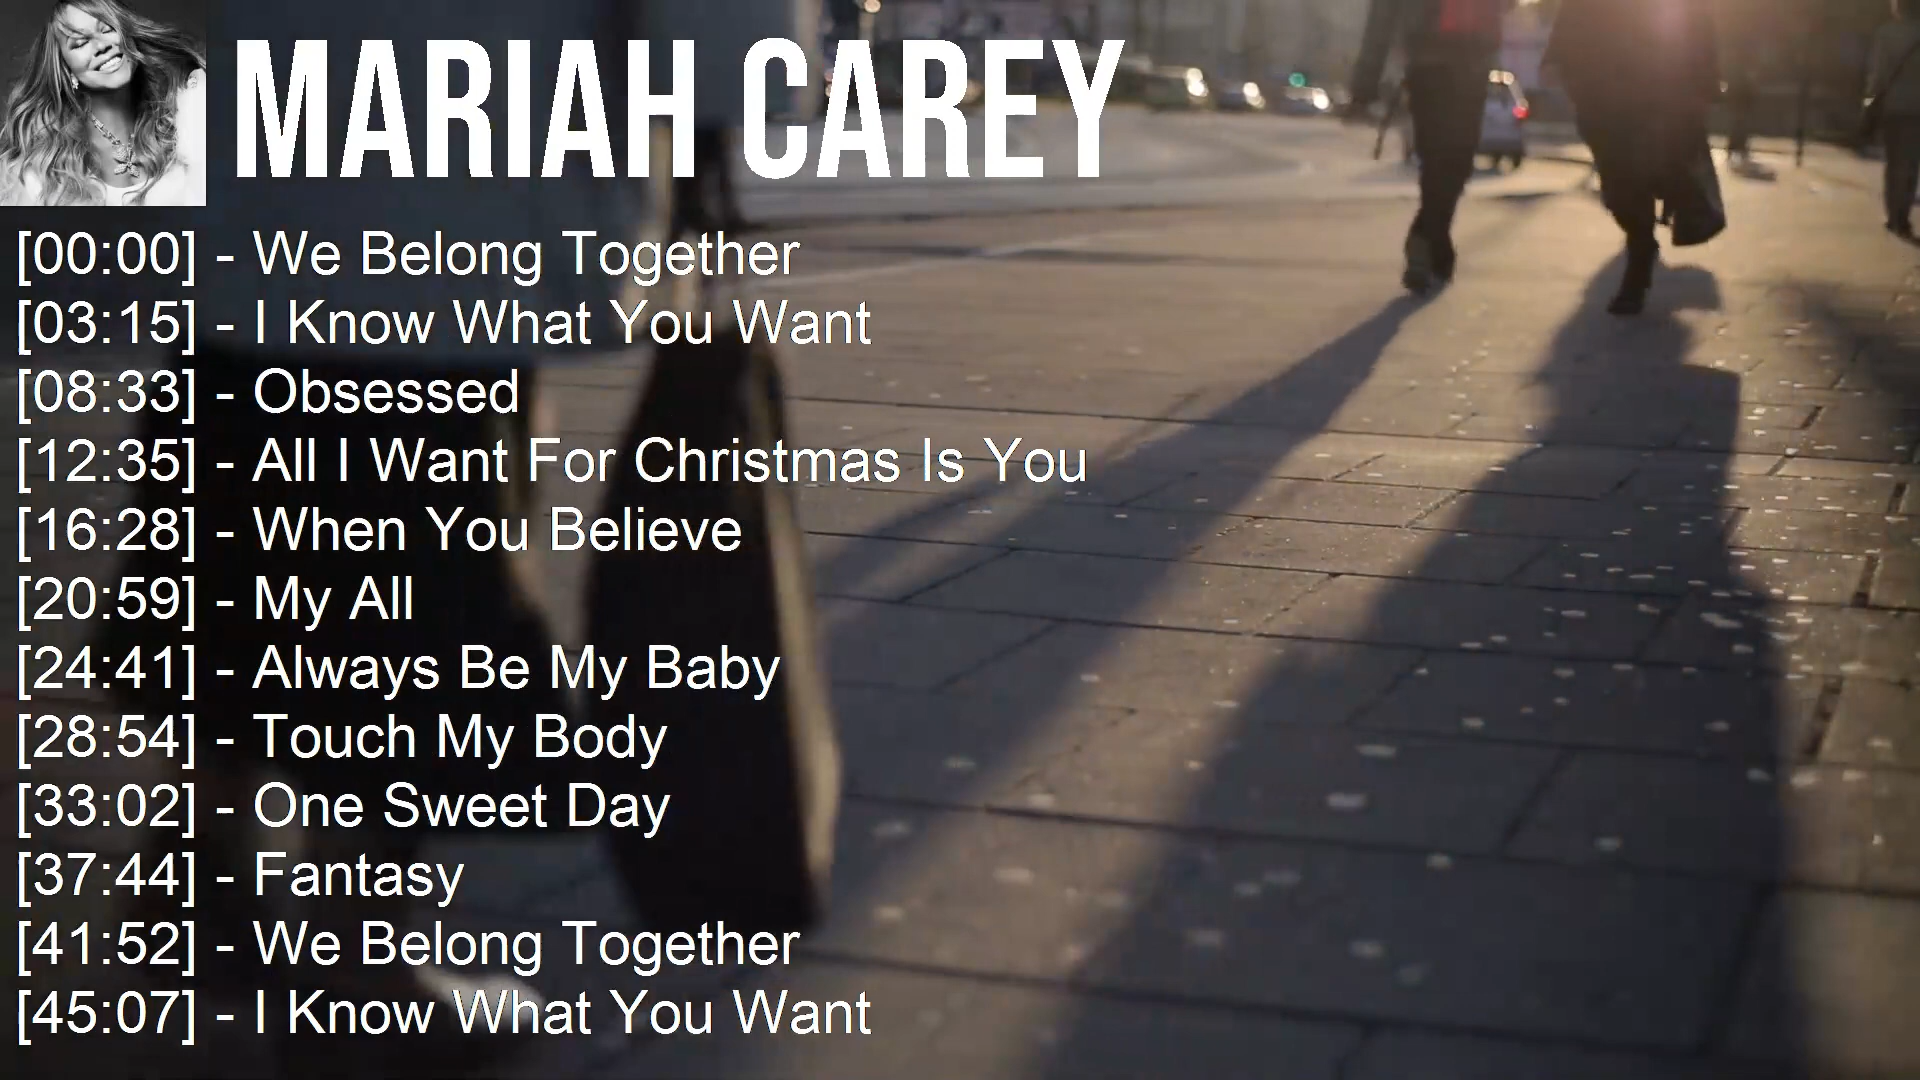 MARIAH CAREY
[00:00] - We Belong Together
[03:15] - I Know What You Want
[08:33] - Obsessed
[12:35] - All I Want For Christmas Is You
[16:28] - When You Believe
[20:59] - My All
[24:41] - Always Be My Baby
[28:54] - Touch My Body
[33:02] - One Sweet Day
[37:44] - Fantasy
[41:52] - We Belong Together
[45:07] - I Know What You Want